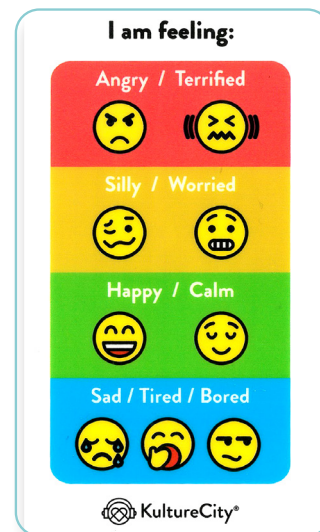 I am feeling:
Angry / Terrified
Silly / Worried
Happy / Calm
Sad / Tired / Bored
KultureCity®